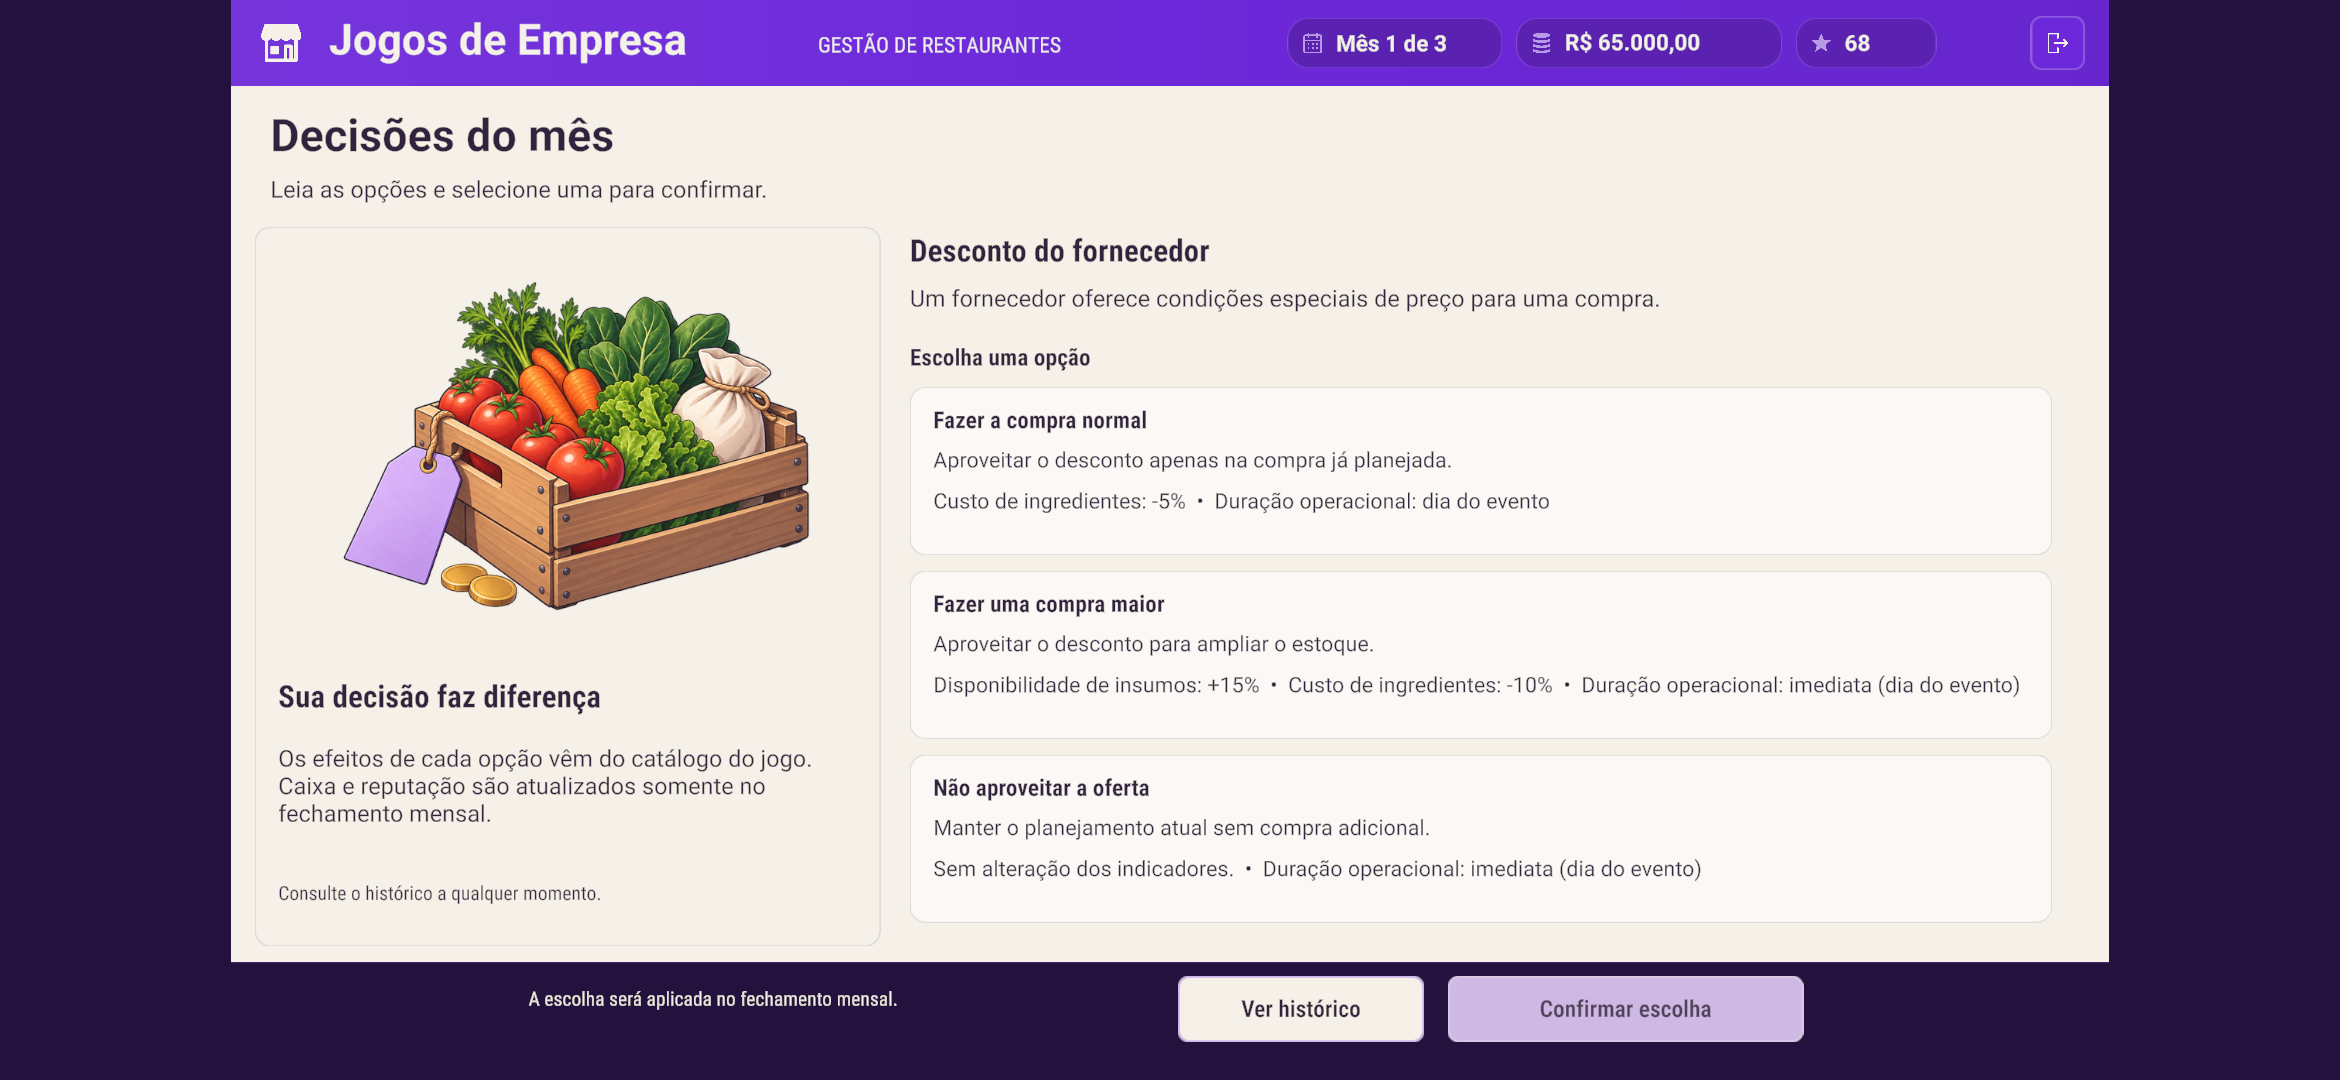 Jogos de Empresa
GESTÃO DE RESTAURANTES
Mês 1 de 3
R$ 65.000,00
68
Decisões do mês
Leia as opções e selecione uma para confirmar.
Sua decisão faz diferença
Os efeitos de cada opção vêm do catálogo do jogo.
Caixa e reputação são atualizados somente no
fechamento mensal.
Consulte o histórico a qualquer momento.
Desconto do fornecedor
Um fornecedor oferece condições especiais de preço para uma compra.
Escolha uma opção
Fazer a compra normal
Aproveitar o desconto apenas na compra já planejada.
Custo de ingredientes: -5% • Duração operacional: dia do evento
Fazer uma compra maior
Aproveitar o desconto para ampliar o estoque.
Disponibilidade de insumos: +15% • Custo de ingredientes: -10% • Duração operacional: imediata (dia do evento)
Não aproveitar a oferta
Manter o planejamento atual sem compra adicional.
Sem alteração dos indicadores. • Duração operacional: imediata (dia do evento)
A escolha será aplicada no fechamento mensal.
Ver histórico
Confirmar escolha